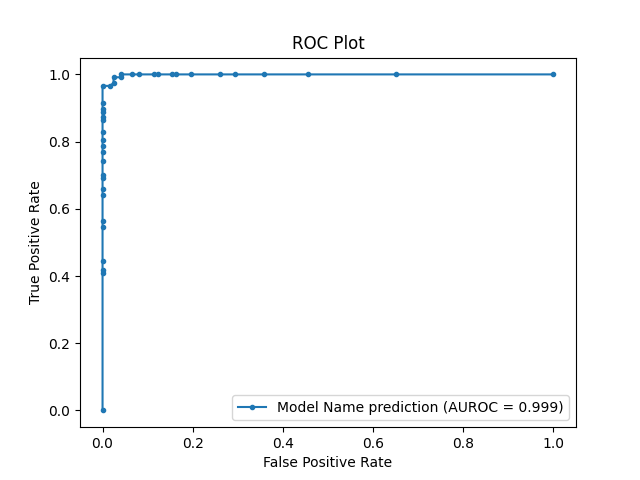 ROC Plot
True Positive Rate
1.0
0.8
0.6
0.4
0.2
0.0
Model Name prediction (AUROC = 0.999)
0.0 0.2 0.4 0.6 0.8 1.0
False Positive Rate